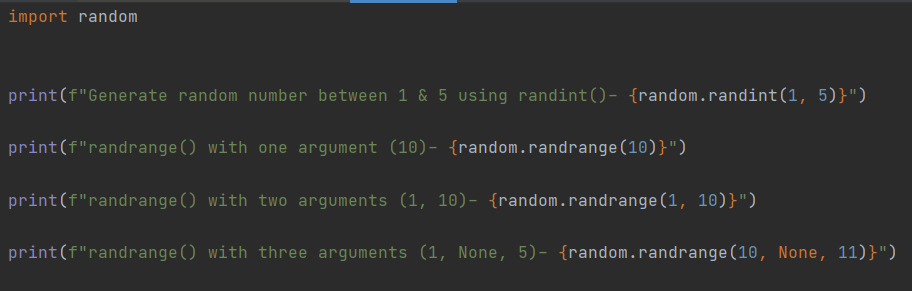 import random
print(f"Generate random number between 1 & 5 using randint()- {random.randint(1, 5)}")
print(f"randrange() with one argument (10)- {random.randrange(10)}")
print(f"randrange() with two arguments (1, 10)- {random.randrange(1, 10)}")
print(f"randrange() with three arguments (1, None, 5)- {random.randrange(10, None, 11)}")